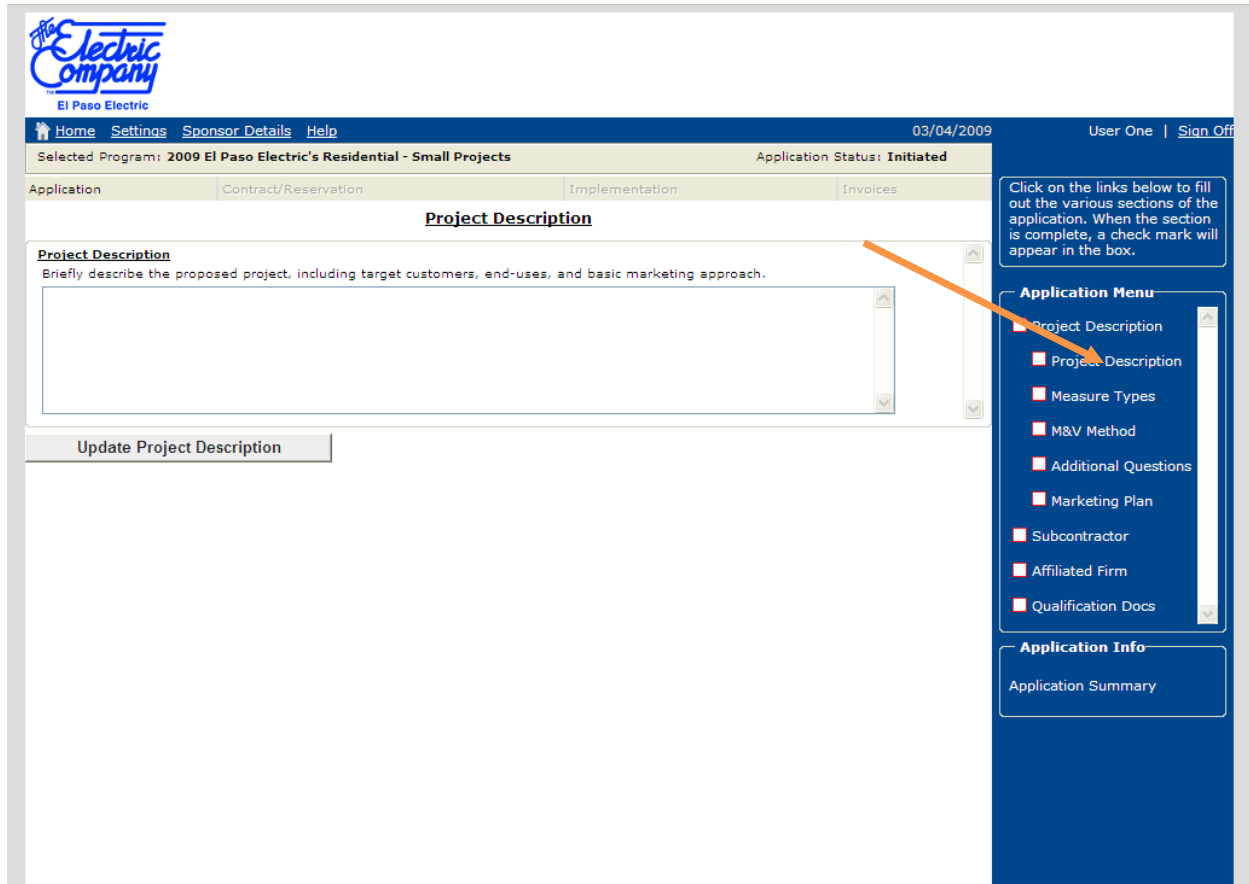 The
Electric
Company
TM
El Paso Electric
Home Settings Sponsor Details Help 03/04/2009 User One | Sign Off
Selected Program: 2009 El Paso Electric's Residential - Small Projects Application Status: Initiated
Application Contract/Reservation Implementation Invoices
Project Description
Project Description
Briefly describe the proposed project, including target customers, end-uses, and basic marketing approach.
Update Project Description
Click on the links below to fill
out the various sections of the
application. When the section
is complete, a check mark will
appear in the box.
Application Menu
Project Description
Project Description
Measure Types
M&V Method
Additional Questions
Marketing Plan
Subcontractor
Affiliated Firm
Qualification Docs
Application Info
Application Summary